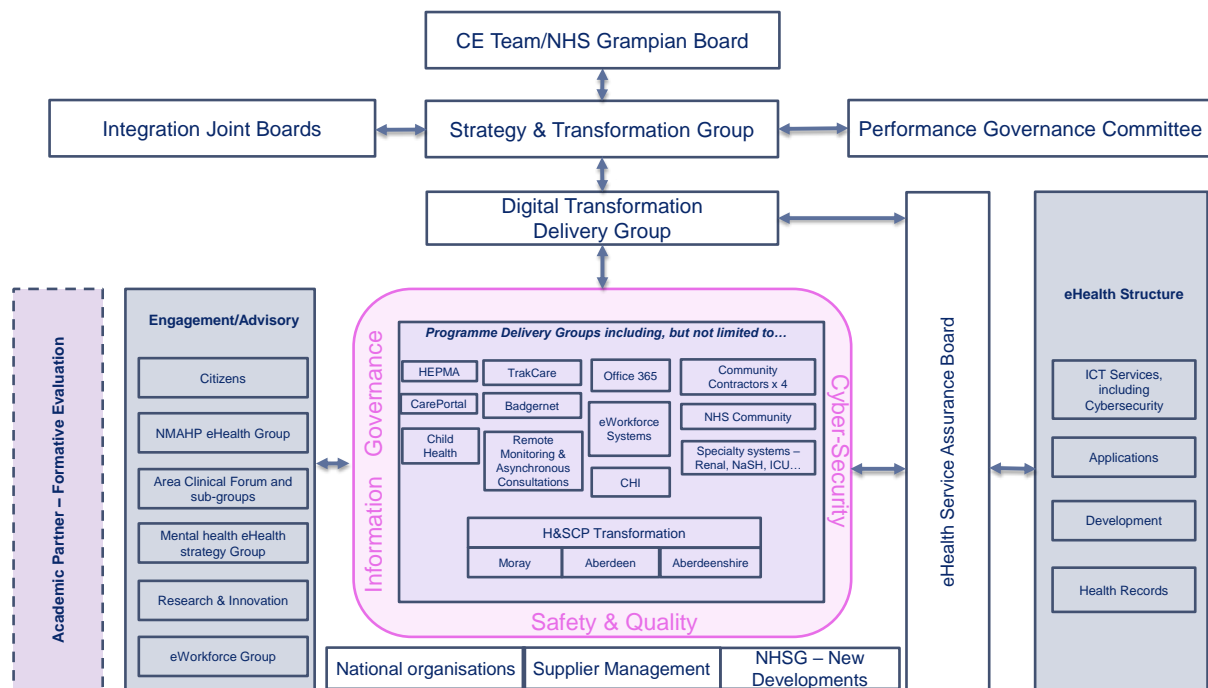 CE Team/NHS Grampian Board
Integration Joint Boards
Strategy & Transformation Group
Performance Governance Committee
Digital Transformation
Delivery Group
Academic Partner – Formative Evaluation
Engagement/Advisory
Citizens
NMAHP eHealth Group
Area Clinical Forum and
sub-groups
Mental health eHealth
strategy Group
Research & Innovation
eWorkforce Group
Information Governance
Programme Delivery Groups including, but not limited to…
HEPMA
CarePortal
Child
Health
TrakCare
Badgernet
Remote
Monitoring &
Asynchronous
Consultations
Office 365
eWorkforce
Systems
CHI
Community
Contractors x 4
NHS Community
Specialty systems –
Renal, NaSH, ICU…
H&SCP Transformation
Moray
Aberdeen
Aberdeenshire
Cyber-Security
Safety & Quality
National organisations
Supplier Management
NHSG – New
Developments
eHealth Service Assurance Board
eHealth Structure
ICT Services,
including
Cybersecurity
Applications
Development
Health Records